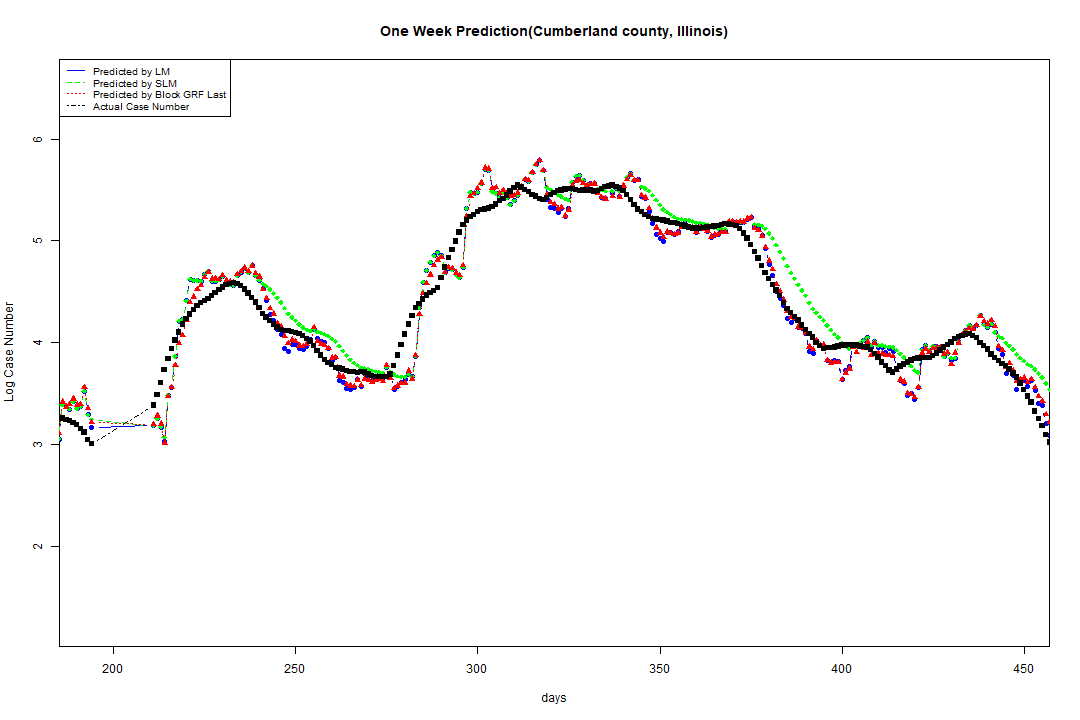 One Week Prediction(Cumberland county, Illinois)
Predicted by LM
Predicted by SLM
Predicted by Block GRF Last
Actual Case Number
6
5
4
3
2
Log Case Number
200 250 300 350 400 450
days